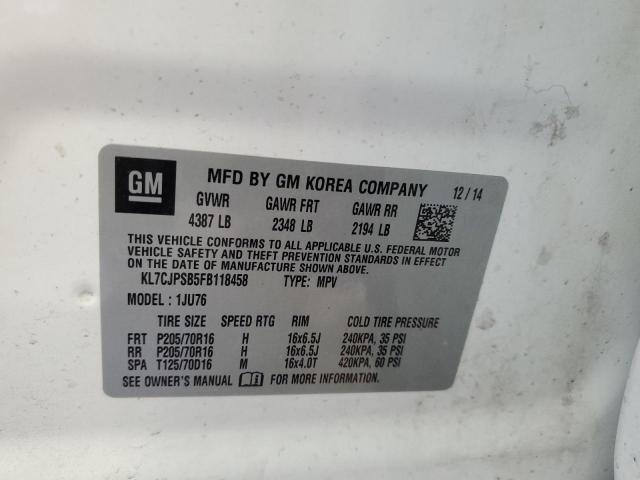 GM MFD BY GM KOREA COMPANY 12/14
GVWR GAWR FRT GAWR RR
4387 LB 2348 LB 2194 LB
THIS VEHICLE CONFORMS TO ALL APPLICABLE U.S. FEDERAL MOTOR
VEHICLE SAFETY AND THEFT PREVENTION STANDARDS IN EFFECT ON
THE DATE OF MANUFACTURE SHOWN ABOVE.
KL7CJPSB5FB118458 TYPE: MPV
MODEL : 1JU76
TIRE SIZE SPEED RTG RIM COLD TIRE PRESSURE
FRT P205/70R16 H 16x6.5J 240KPA, 35 PSI
RR P205/70R16 H 16x6.5J 240KPA, 35 PSI
SPA T125/70D16 M 16x4.0T 420KPA, 60 PSI
SEE OWNER'S MANUAL FOR MORE INFORMATION.